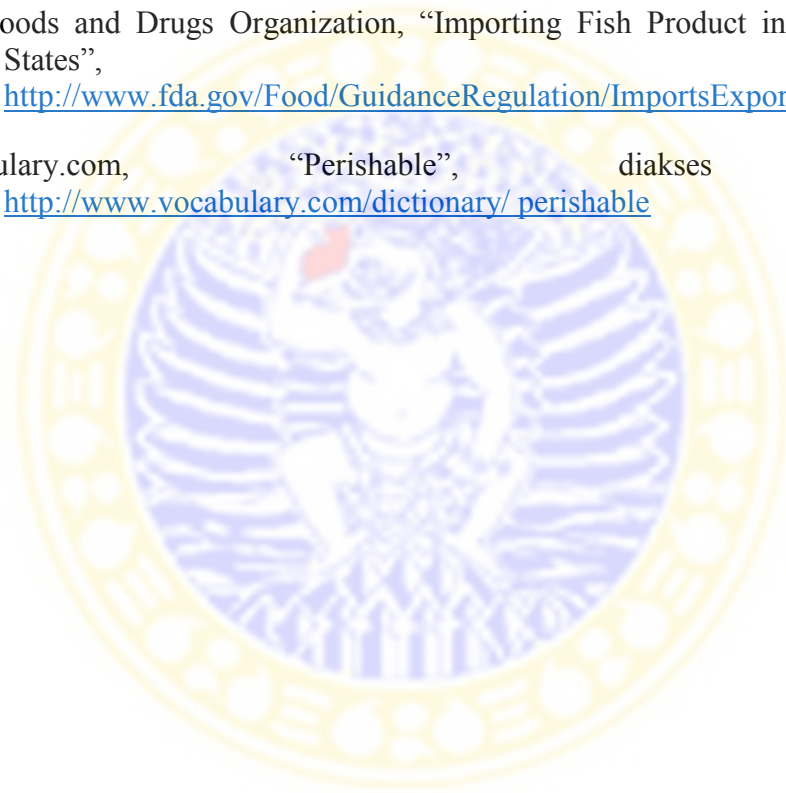 oods and Drugs Organization, “Importing Fish Product in
States”,
http://www.fda.gov/Food/GuidanceRegulation/ImportsExpor
ulary.com, “Perishable”, diakses
http://www.vocabulary.com/dictionary/ perishable